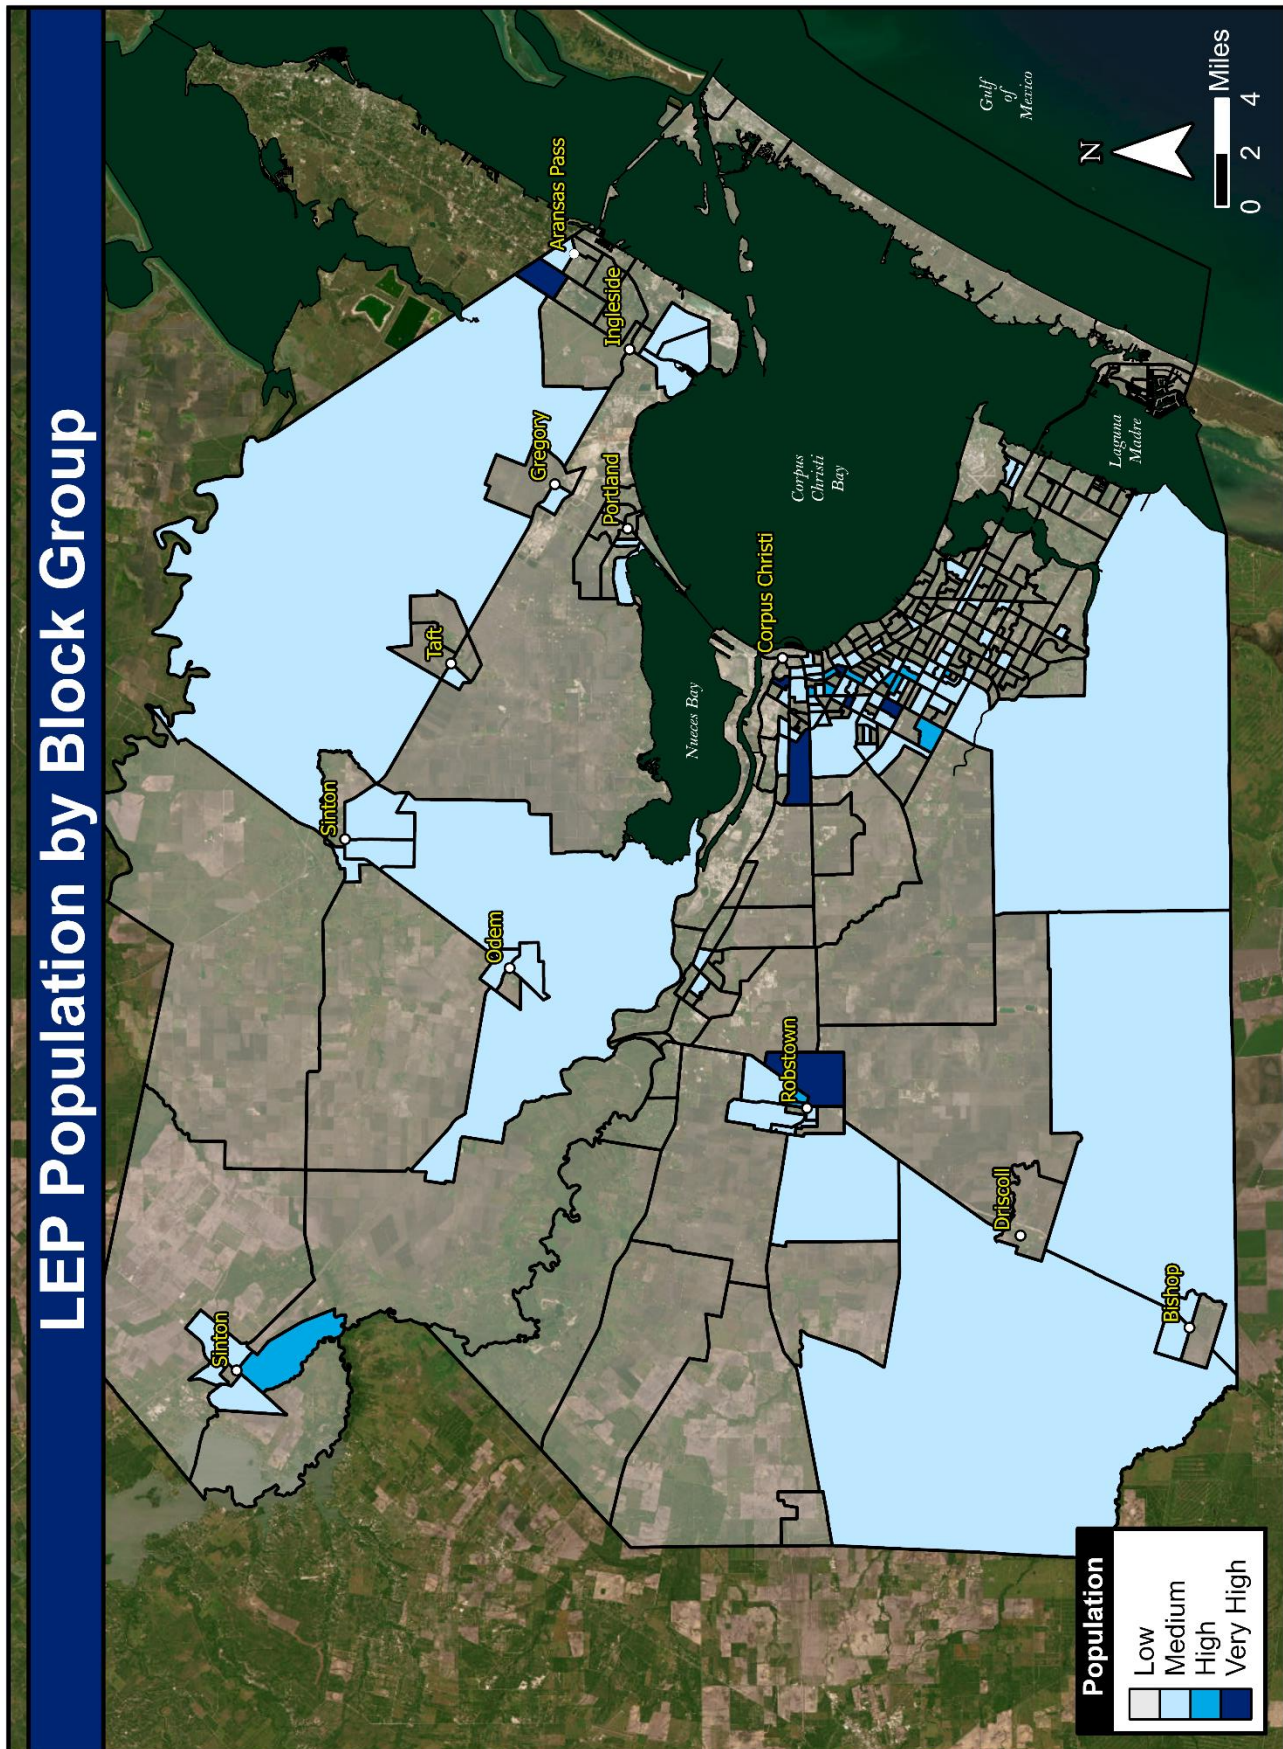 LEP Population by Block Group
Sinton
Sinton
Odem
Taft
Gregory
Aransas Pass
Ingleside
Portland
Nueces Bay
Corpus Christi
Corpus
Christi
Bay
Robstown
Driscoll
Bishop
Laguna
Madre
Gulf
of
Mexico
N
0 2 4 Miles
Population
Low
Medium
High
Very High